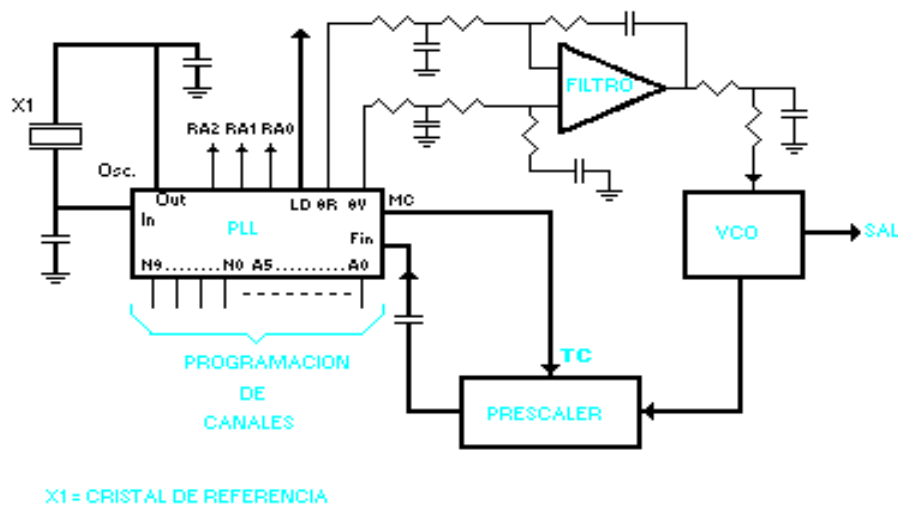 FILTRO
X1
RA2 RA1 RA0
Osc.
Out
LD ΦR ΦV
MC
In
PLL
Fin
N9........N0 A5..........A0
VCO
SAL
PROGRAMACION
DE
CANALES
TC
PRESCALER
X1 = CRISTAL DE REFERENCIA